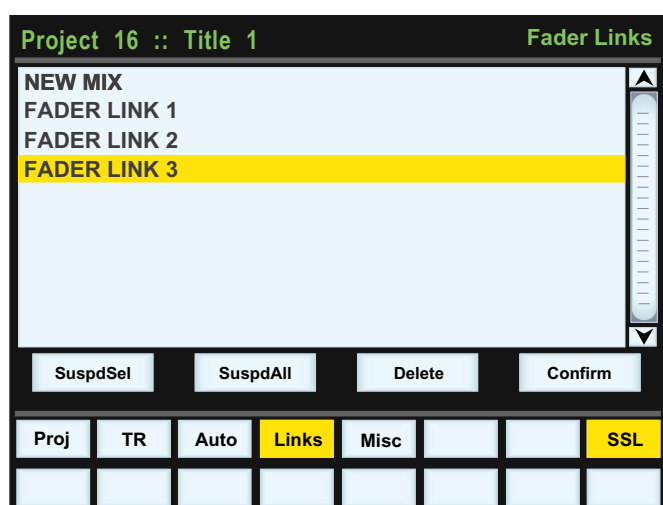 Project 16 :: Title 1 Fader Links
NEW MIX
FADER LINK 1
FADER LINK 2
FADER LINK 3
SuspdSel SuspdAll Delete Confirm
Proj TR Auto Links Misc SSL